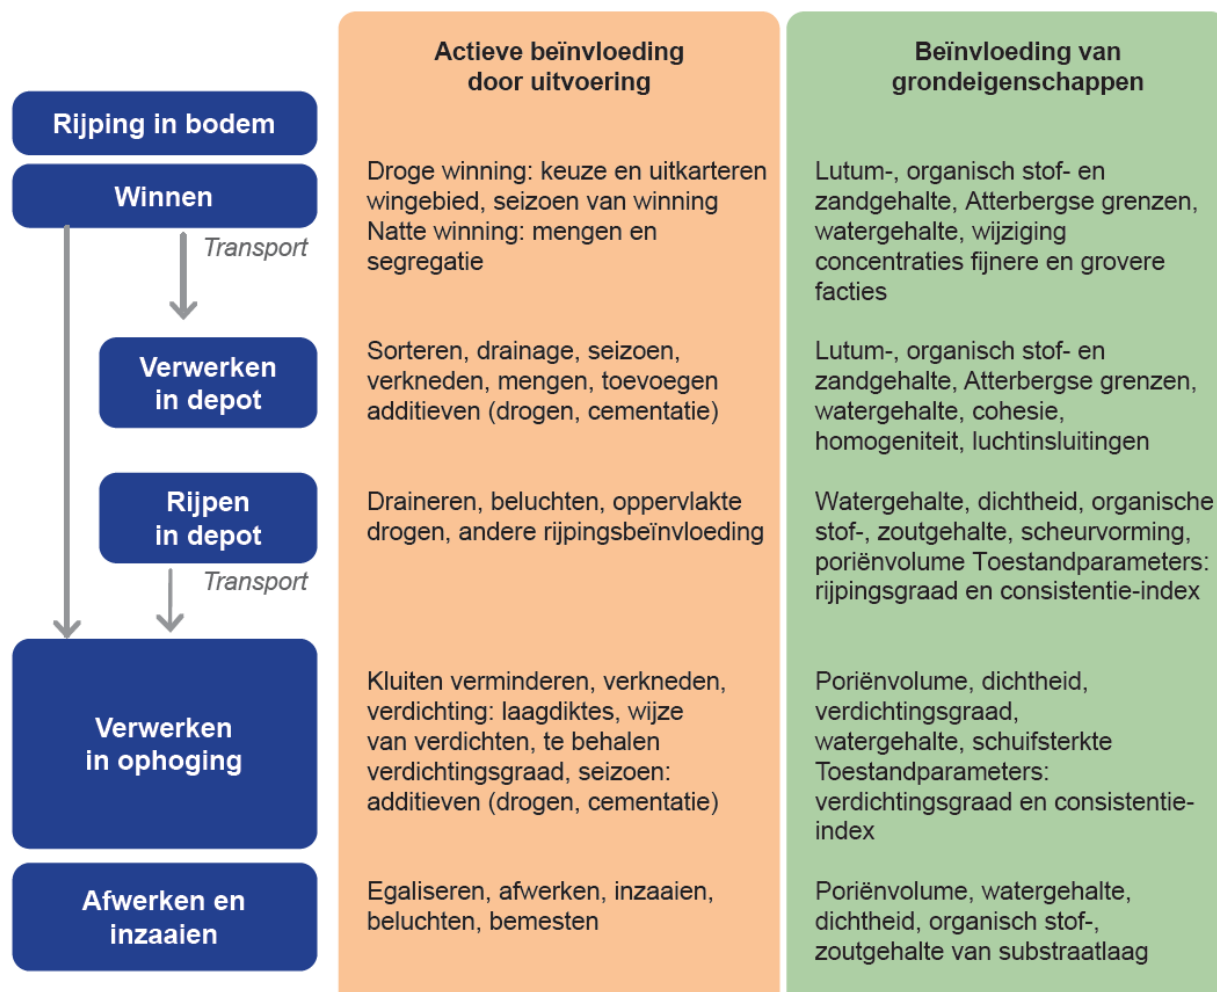 Actieve beïnvloeding
door uitvoering
Beïnvloeding van
grondeigenschappen
Rijping in bodem
Winnen
Droge winning: keuze en uitkarteren
wingebied, seizoen van winning
Natte winning: mengen en
segregatie
Lutum-, organisch stof- en
zandgehalte, Atterbergse grenzen,
watergehalte, wijziging
concentraties fijnere en grovere
facties
Transport
Verwerken
in depot
Sorteren, drainage, seizoen,
verkneden, mengen, toevoegen
additieven (drogen, cementatie)
Lutum-, organisch stof- en
zandgehalte, Atterbergse grenzen,
watergehalte, cohesie,
homogeniteit, luchtinsluitingen
Rijpen
in depot
Draineren, beluchten, oppervlakte
drogen, andere rijpingsbeïnvloeding
Watergehalte, dichtheid, organische
stof-, zoutgehalte, scheurvorming,
poriënvolume Toestandparameters:
rijpingsgraad en consistentie-index
Transport
Verwerken
in ophoging
Kluiten verminderen, verkneden,
verdichting: laagdiktes, wijze
van verdichten, te behalen
verdichtingsgraad, seizoen:
additieven (drogen, cementatie)
Poriënvolume, dichtheid,
verdichtingsgraad,
watergehalte, schuifsterkte
Toestandparameters:
verdichtingsgraad en consistentie-
index
Afwerken en
inzaaien
Egaliseren, afwerken, inzaaien,
beluchten, bemesten
Poriënvolume, watergehalte,
dichtheid, organisch stof-,
zoutgehalte van substraatlaag